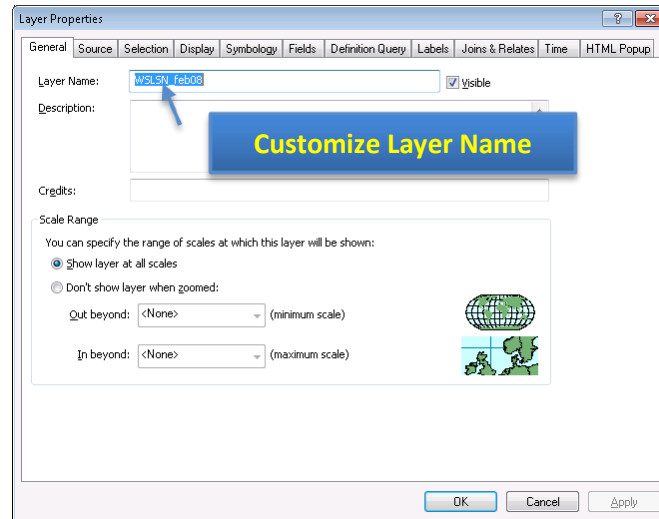 Layer Properties
General Source Selection Display Symbology Fields Definition Query Labels Joins & Relates Time HTML Popup
Layer Name: WSLSN_feb08 Visible
Description:
Customize Layer Name
Credits:
Scale Range
You can specify the range of scales at which this layer will be shown:
Show layer at all scales
Don't show layer when zoomed:
Out beyond: <None> (minimum scale)
In beyond: <None> (maximum scale)
OK Cancel Apply